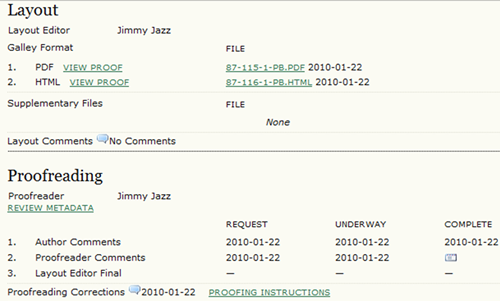 Layout
Layout Editor Jimmy Jazz
Galley Format FILE
1. PDF VIEW PROOF 87-115-1-PB.PDF 2010-01-22
2. HTML VIEW PROOF 87-116-1-PB.HTML 2010-01-22
Supplementary Files FILE
None
Layout Comments No Comments
Proofreading
Proofreader Jimmy Jazz
REVIEW METADATA
REQUEST UNDERWAY COMPLETE
1. Author Comments 2010-01-22 2010-01-22 2010-01-22
2. Proofreader Comments 2010-01-22 2010-01-22
3. Layout Editor Final — — —
Proofreading Corrections 2010-01-22 PROOFING INSTRUCTIONS